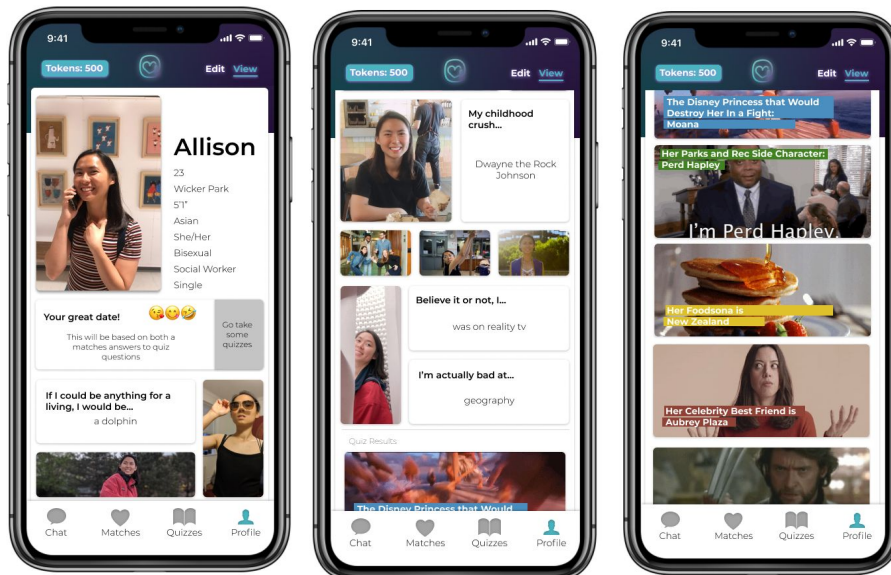 9:41
Tokens: 500
Edit View
Allison
23
Wicker Park
5'1"
Asian
She/Her
Bisexual
Social Worker
Single
Your great date!
This will be based on both a
matches answers to quiz
questions
Go take
some
quizzes
If I could be anything for a
living, I would be...
a dolphin
Chat
Matches
Quizzes
Profile
9:41
Tokens: 500
Edit View
My childhood
crush...
Dwayne the Rock
Johnson
Believe it or not, I...
was on reality tv
I'm actually bad at...
geography
Quiz Results
The Disney Princess that Would
Chat
Matches
Quizzes
Profile
9:41
Tokens: 500
Edit View
The Disney Princess that Would
Destroy Her In a Fight:
Moana
Her Parks and Rec Side Character:
Perd Hapley
I'm Perd Hapley.
Her Foodsona is
New Zealand
Her Celebrity Best Friend is
Aubrey Plaza
Chat
Matches
Quizzes
Profile